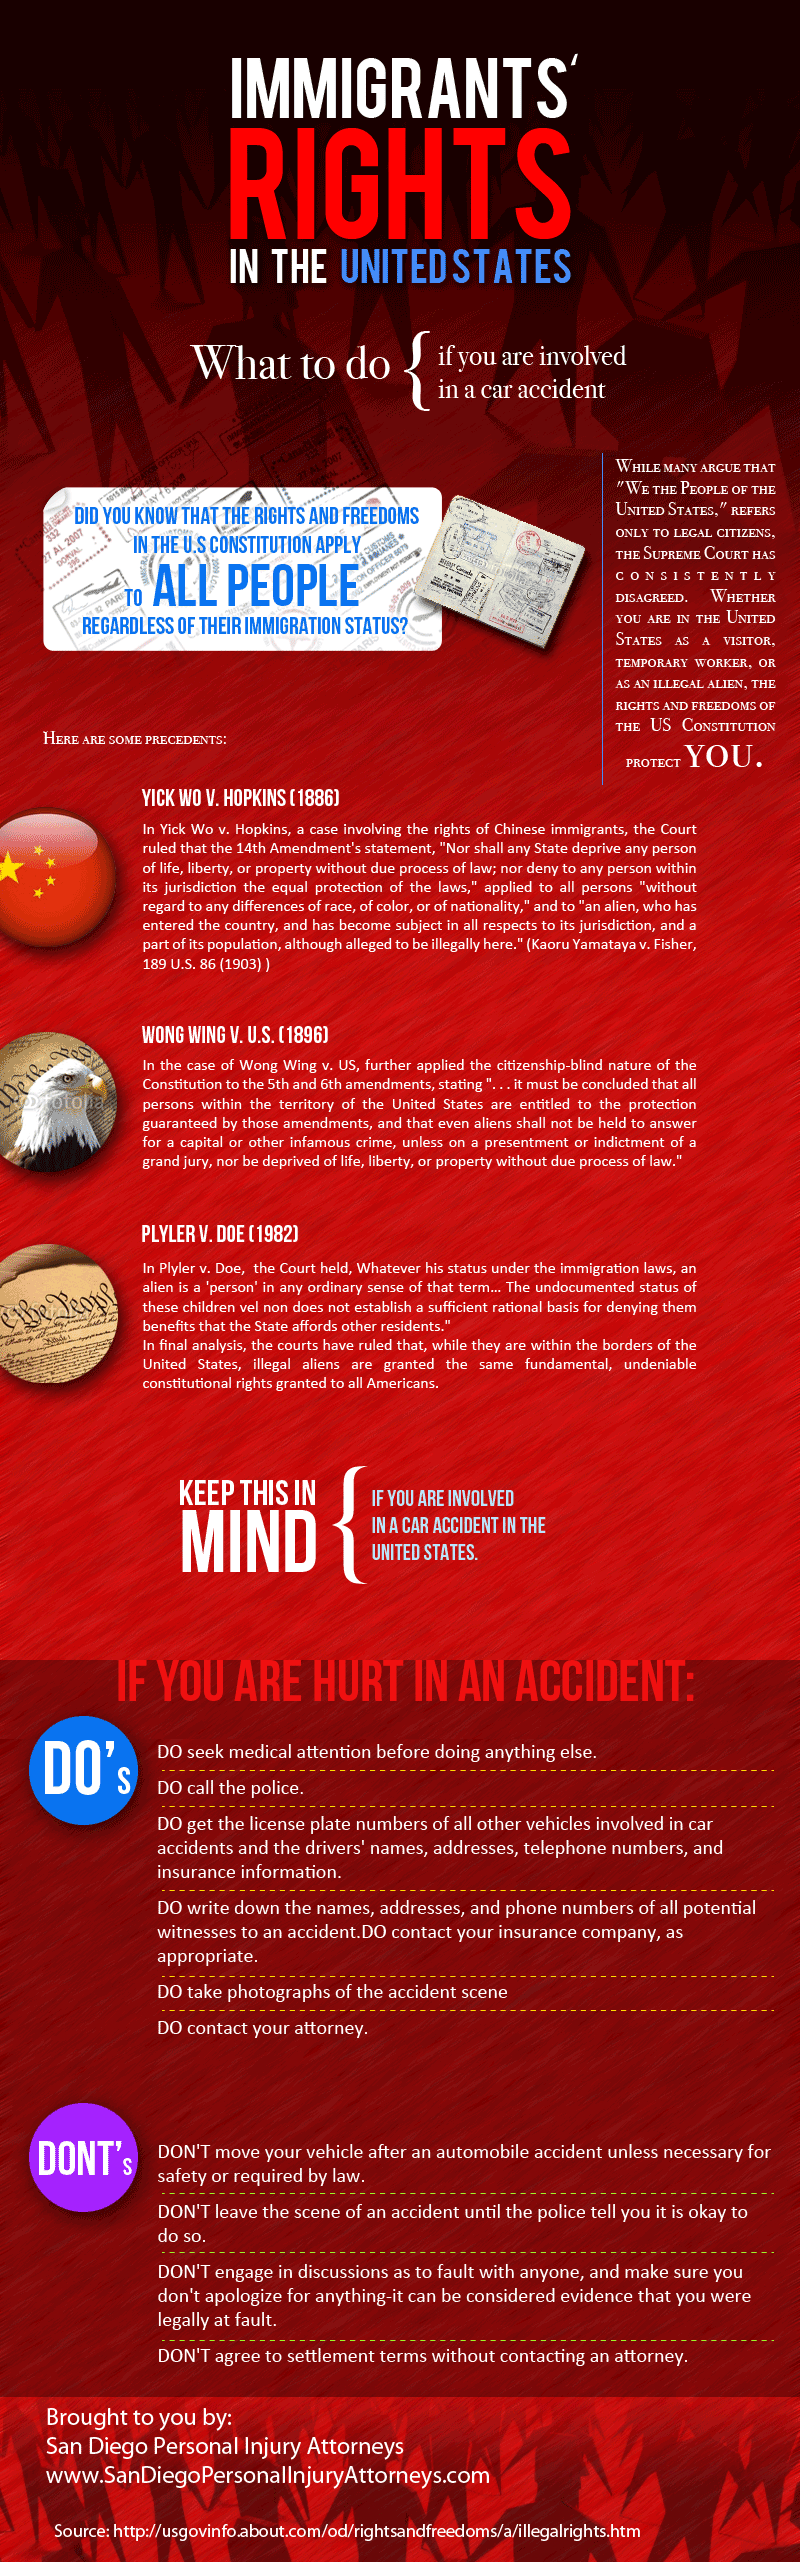 IMMIGRANTS'
RIGHTS
IN THE UNITED STATES
What to do { if you are involved
in a car accident
DID YOU KNOW THAT THE RIGHTS AND FREEDOMS
IN THE U.S CONSTITUTION APPLY
TO ALL PEOPLE
REGARDLESS OF THEIR IMMIGRATION STATUS?
WHILE MANY ARGUE THAT
"WE THE PEOPLE OF THE
UNITED STATES," REFERS
ONLY TO LEGAL CITIZENS,
THE SUPREME COURT HAS
CONSISTENTLY
DISAGREED. WHETHER
YOU ARE IN THE UNITED
STATES AS A VISITOR,
TEMPORARY WORKER, OR
AS AN ILLEGAL ALIEN, THE
RIGHTS AND FREEDOMS OF
THE US CONSTITUTION
PROTECT YOU.
HERE ARE SOME PRECEDENTS:
YICK WO V. HOPKINS (1886)
In Yick Wo v. Hopkins, a case involving the rights of Chinese immigrants, the Court
ruled that the 14th Amendment's statement, "Nor shall any State deprive any person
of life, liberty, or property without due process of law; nor deny to any person within
its jurisdiction the equal protection of the laws," applied to all persons "without
regard to any differences of race, of color, or of nationality," and to "an alien, who has
entered the country, and has become subject in all respects to its jurisdiction, and a
part of its population, although alleged to be illegally here." (Kaoru Yamataya v. Fisher,
189 U.S. 86 (1903) )
WONG WING V. U.S. (1896)
In the case of Wong Wing v. US, further applied the citizenship-blind nature of the
Constitution to the 5th and 6th amendments, stating ". . . it must be concluded that all
persons within the territory of the United States are entitled to the protection
guaranteed by those amendments, and that even aliens shall not be held to answer
for a capital or other infamous crime, unless on a presentment or indictment of a
grand jury, nor be deprived of life, liberty, or property without due process of law."
PLYLER V. DOE (1982)
In Plyler v. Doe,  the Court held, Whatever his status under the immigration laws, an
alien is a 'person' in any ordinary sense of that term... The undocumented status of
these children vel non does not establish a sufficient rational basis for denying them
benefits that the State affords other residents."
In final analysis, the courts have ruled that, while they are within the borders of the
United States, illegal aliens are granted the same fundamental, undeniable
constitutional rights granted to all Americans.
KEEP THIS IN
MIND
{ IF YOU ARE INVOLVED
IN A CAR ACCIDENT IN THE
UNITED STATES.
IF YOU ARE HURT IN AN ACCIDENT:
DO's
DO seek medical attention before doing anything else.
DO call the police.
DO get the license plate numbers of all other vehicles involved in car
accidents and the drivers' names, addresses, telephone numbers, and
insurance information.
DO write down the names, addresses, and phone numbers of all potential
witnesses to an accident.DO contact your insurance company, as
appropriate.
DO take photographs of the accident scene
DO contact your attorney.
DONT's
DON'T move your vehicle after an automobile accident unless necessary for
safety or required by law.
DON'T leave the scene of an accident until the police tell you it is okay to
do so.
DON'T engage in discussions as to fault with anyone, and make sure you
don't apologize for anything-it can be considered evidence that you were
legally at fault.
DON'T agree to settlement terms without contacting an attorney.
Brought to you by:
San Diego Personal Injury Attorneys
www.SanDiegoPersonalInjuryAttorneys.com
Source: http://usgovinfo.about.com/od/rightsandfreedoms/a/illegalrights.htm